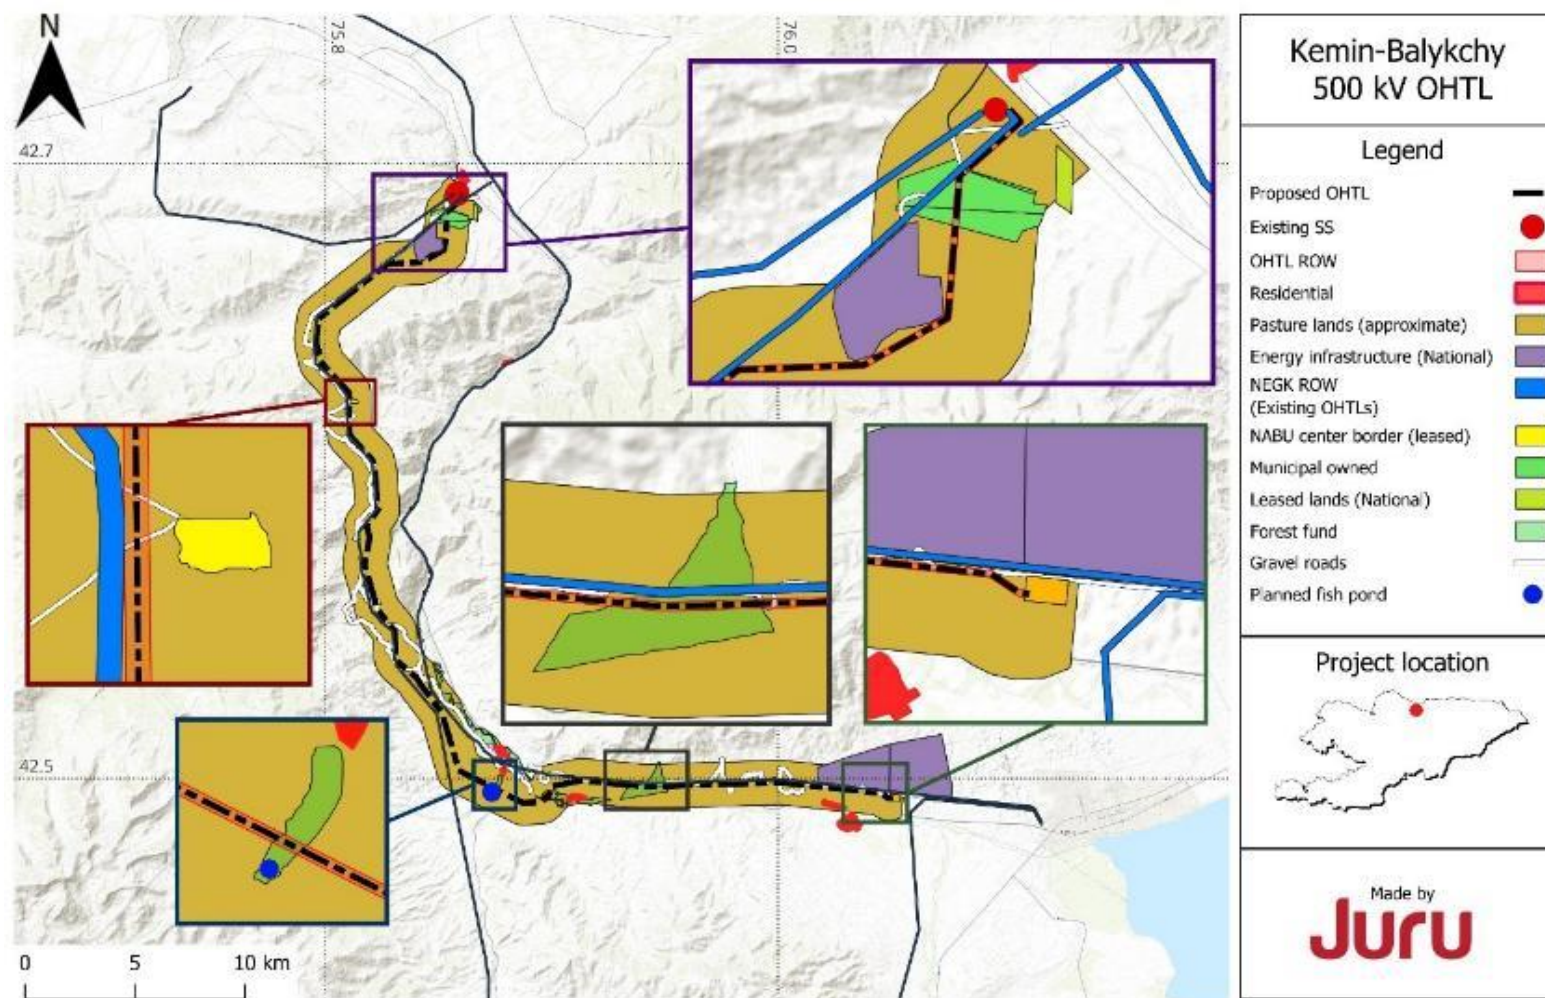 N
75.8
76.0
42.7
42.5
0 5 10 km
Kemin-Balykchy
500 kV OHTL
Legend
Proposed OHTL
Existing SS
OHTL ROW
Residential
Pasture lands (approximate)
Energy infrastructure (National)
NEGK ROW
(Existing OHTLs)
NABU center border (leased)
Municipal owned
Leased lands (National)
Forest fund
Gravel roads
Planned fish pond
Project location
Made by
Juru